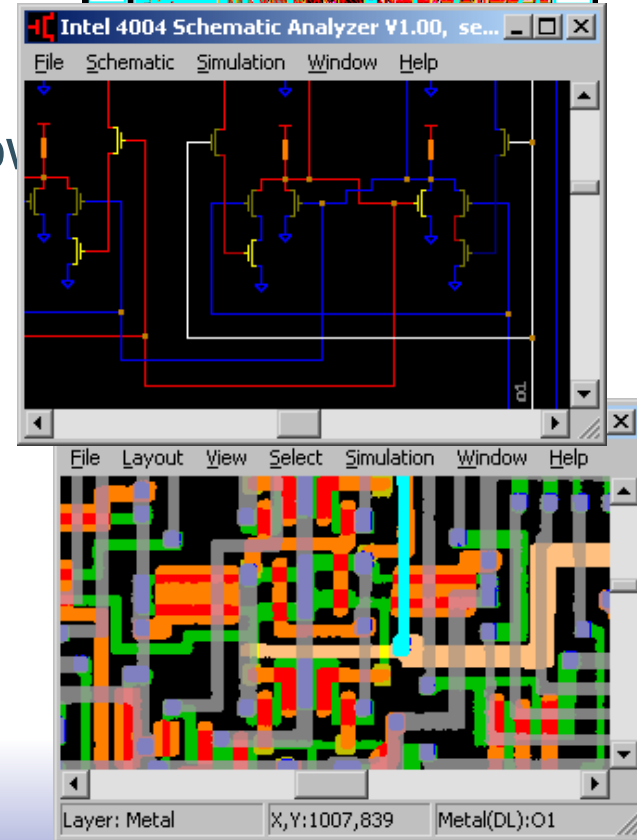 Intel 4004 Schematic Analyzer V1.00, se...
File Schematic Simulation Window Help
o1
File Layout View Select Simulation Window Help
Layer: Metal X,Y:1007,839 Metal(DL):O1